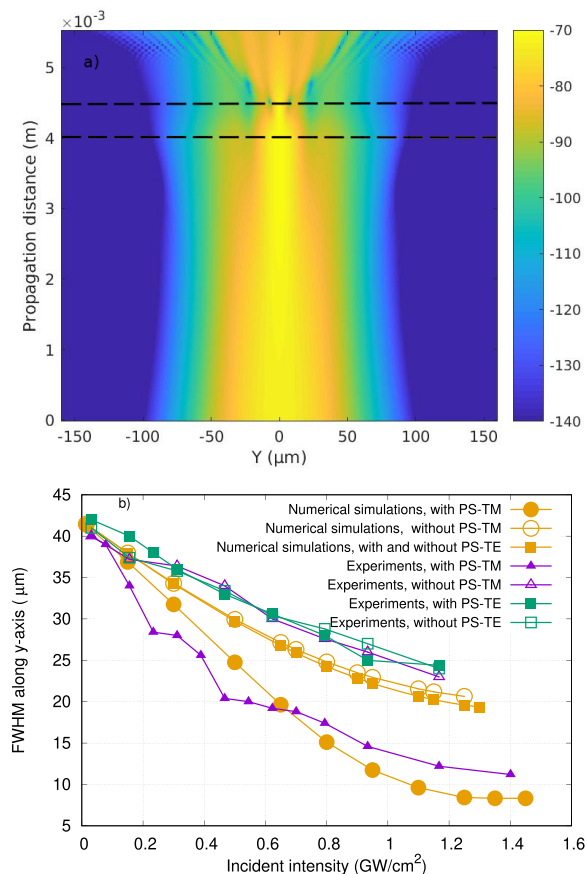 ×10⁻³
a)
5
4
3
2
1
0
Propagation distance (m)
-150 -100 -50 0 50 100 150
Y (μm)
-70
-80
-90
-100
-110
-120
-130
-140
b)
45
40
35
30
25
20
15
10
5
FWHM along y-axis ( μm)
Numerical simulations, with PS-TM
Numerical simulations, without PS-TM
Numerical simulations, with and without PS-TE
Experiments, with PS-TM
Experiments, without PS-TM
Experiments, with PS-TE
Experiments, without PS-TE
0 0.2 0.4 0.6 0.8 1 1.2 1.4 1.6
Incident intensity (GW/cm²)